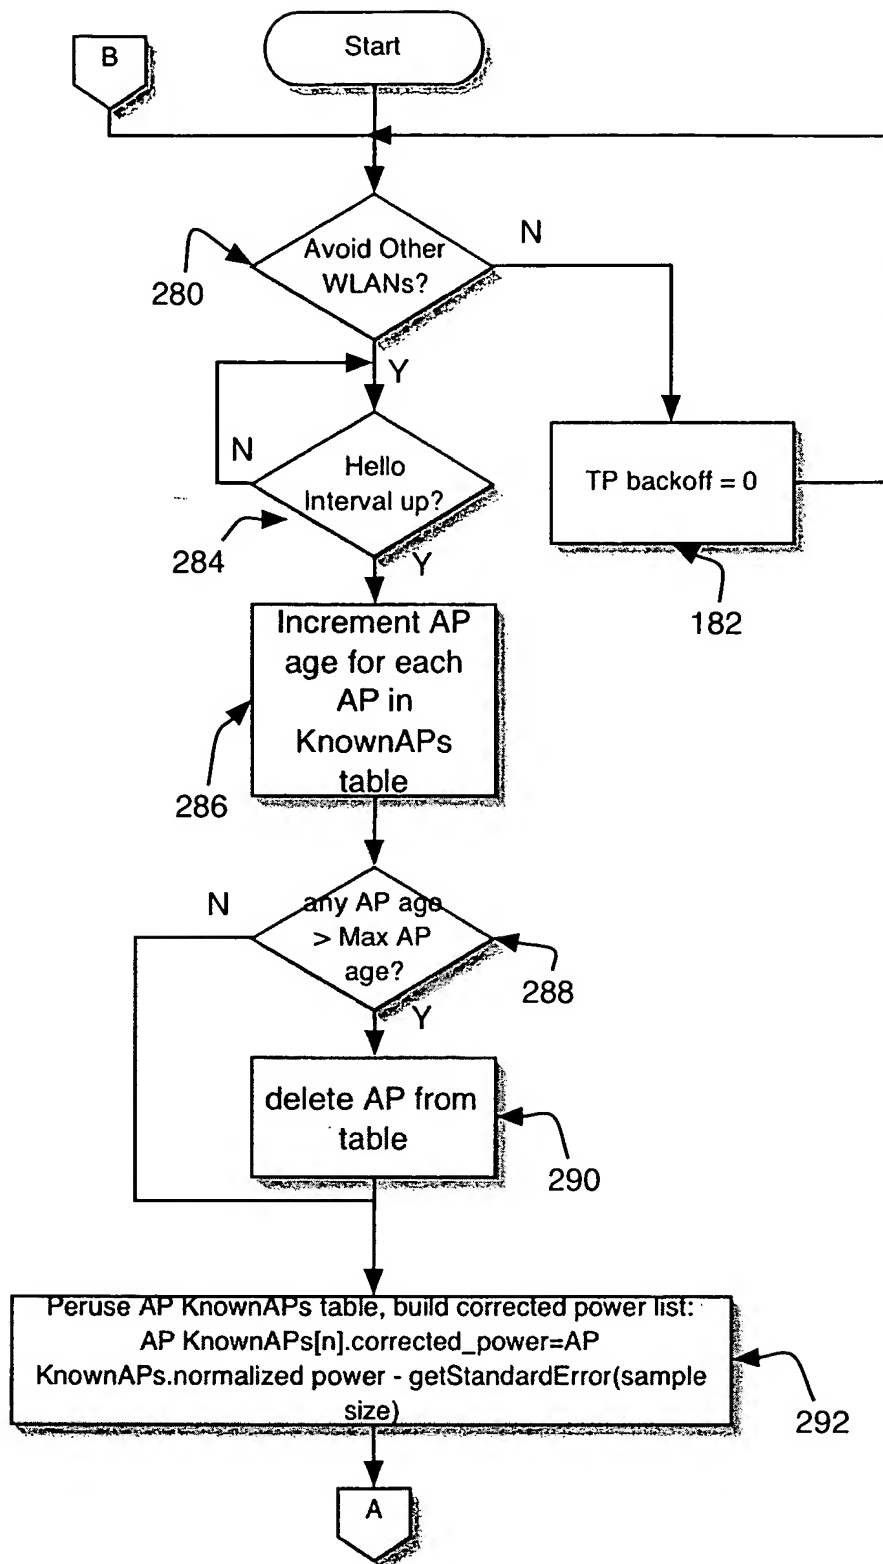 B
Start
Avoid Other
WLANs?
N
280
Y
N
Hello
Interval up?
TP backoff = 0
284
Y
182
Increment AP
age for each
AP in
KnownAPs
table
286
N
any AP age
> Max AP
age?
288
Y
delete AP from
table
290
Peruse AP KnownAPs table, build corrected power list:
AP KnownAPs[n].corrected_power=AP
KnownAPs.normalized power - getStandardError(sample
size)
292
A